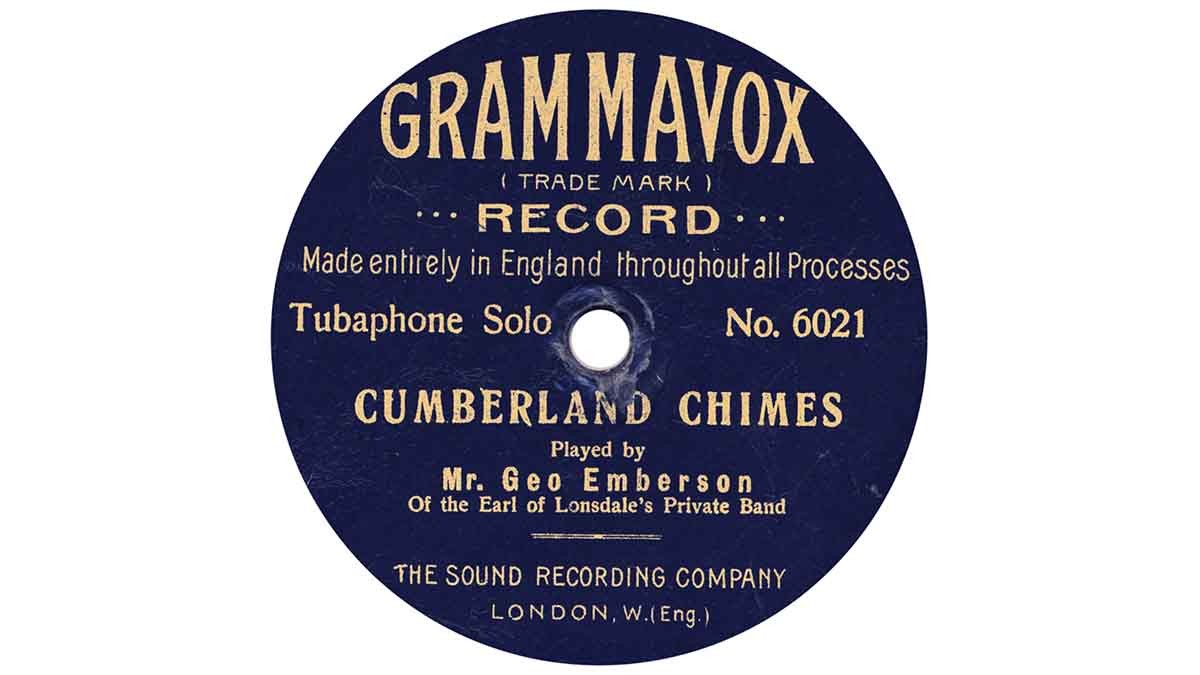 GRAMMAVOX
( TRADE MARK )
··· RECORD ···
Made entirely in England throughout all Processes
Tubaphone Solo No. 6021
CUMBERLAND CHIMES
Played by
Mr. Geo Emberson
Of the Earl of Lonsdale's Private Band
THE SOUND RECORDING COMPANY
LONDON, W. (Eng.)